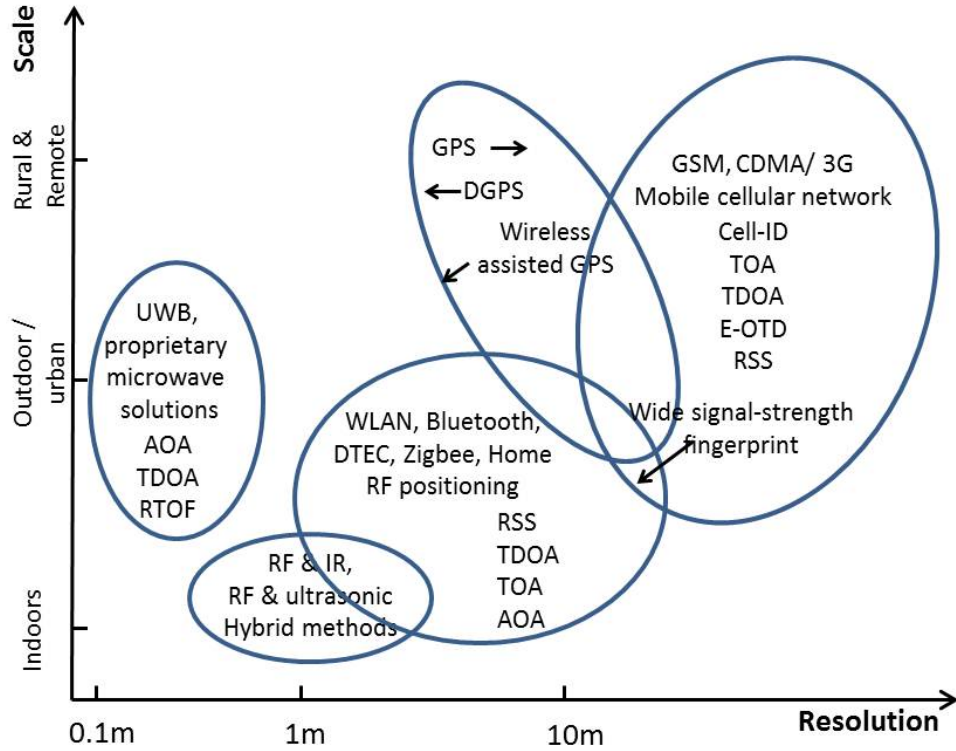 Scale
Rural &
Remote
Outdoor /
urban
Indoors
GPS
DGPS
Wireless
assisted GPS
GSM, CDMA/ 3G
Mobile cellular network
Cell-ID
TOA
TDOA
E-OTD
RSS
UWB,
proprietary
microwave
solutions
AOA
TDOA
RTOF
WLAN, Bluetooth,
DTEC, Zigbee, Home
RF positioning
RSS
TDOA
TOA
AOA
Wide signal-strength
fingerprint
RF & IR,
RF & ultrasonic
Hybrid methods
0.1m
1m
10m
Resolution